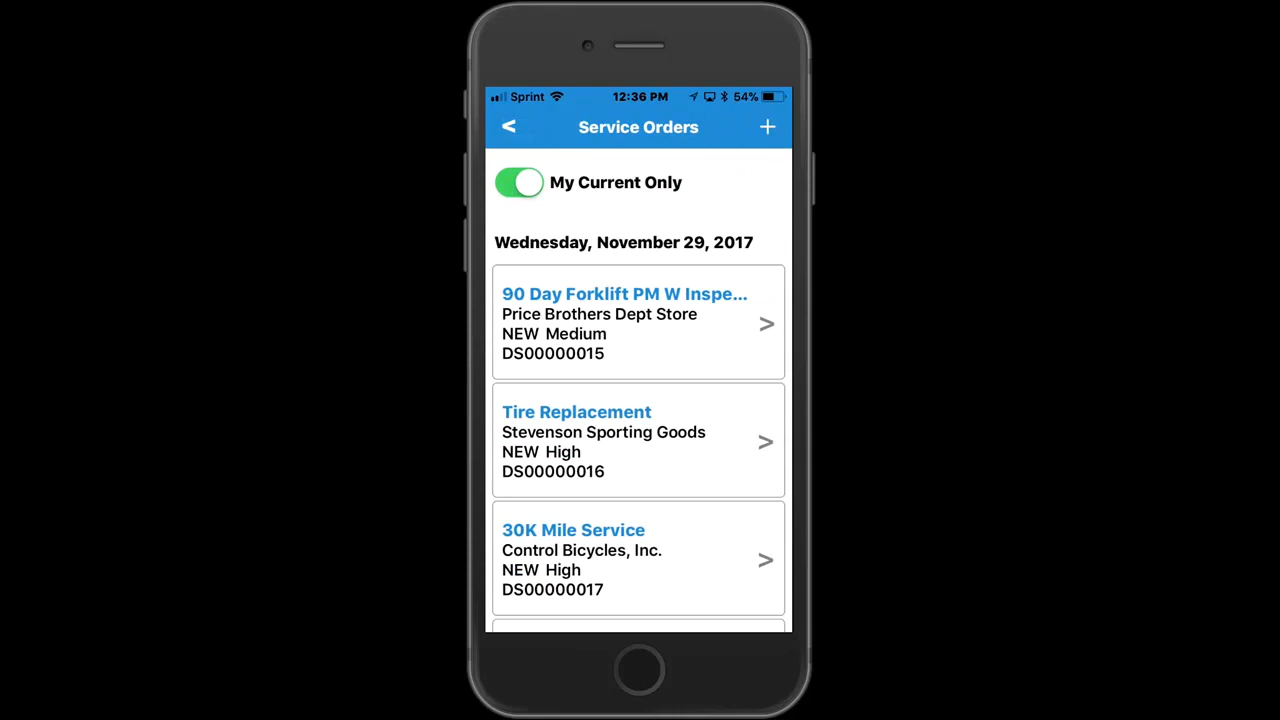 Sprint 12:36 PM 54%
< Service Orders +
My Current Only
Wednesday, November 29, 2017
90 Day Forklift PM W Inspe...
Price Brothers Dept Store
NEW Medium
DS00000015
>
Tire Replacement
Stevenson Sporting Goods
NEW High
DS00000016
>
30K Mile Service
Control Bicycles, Inc.
NEW High
DS00000017
>